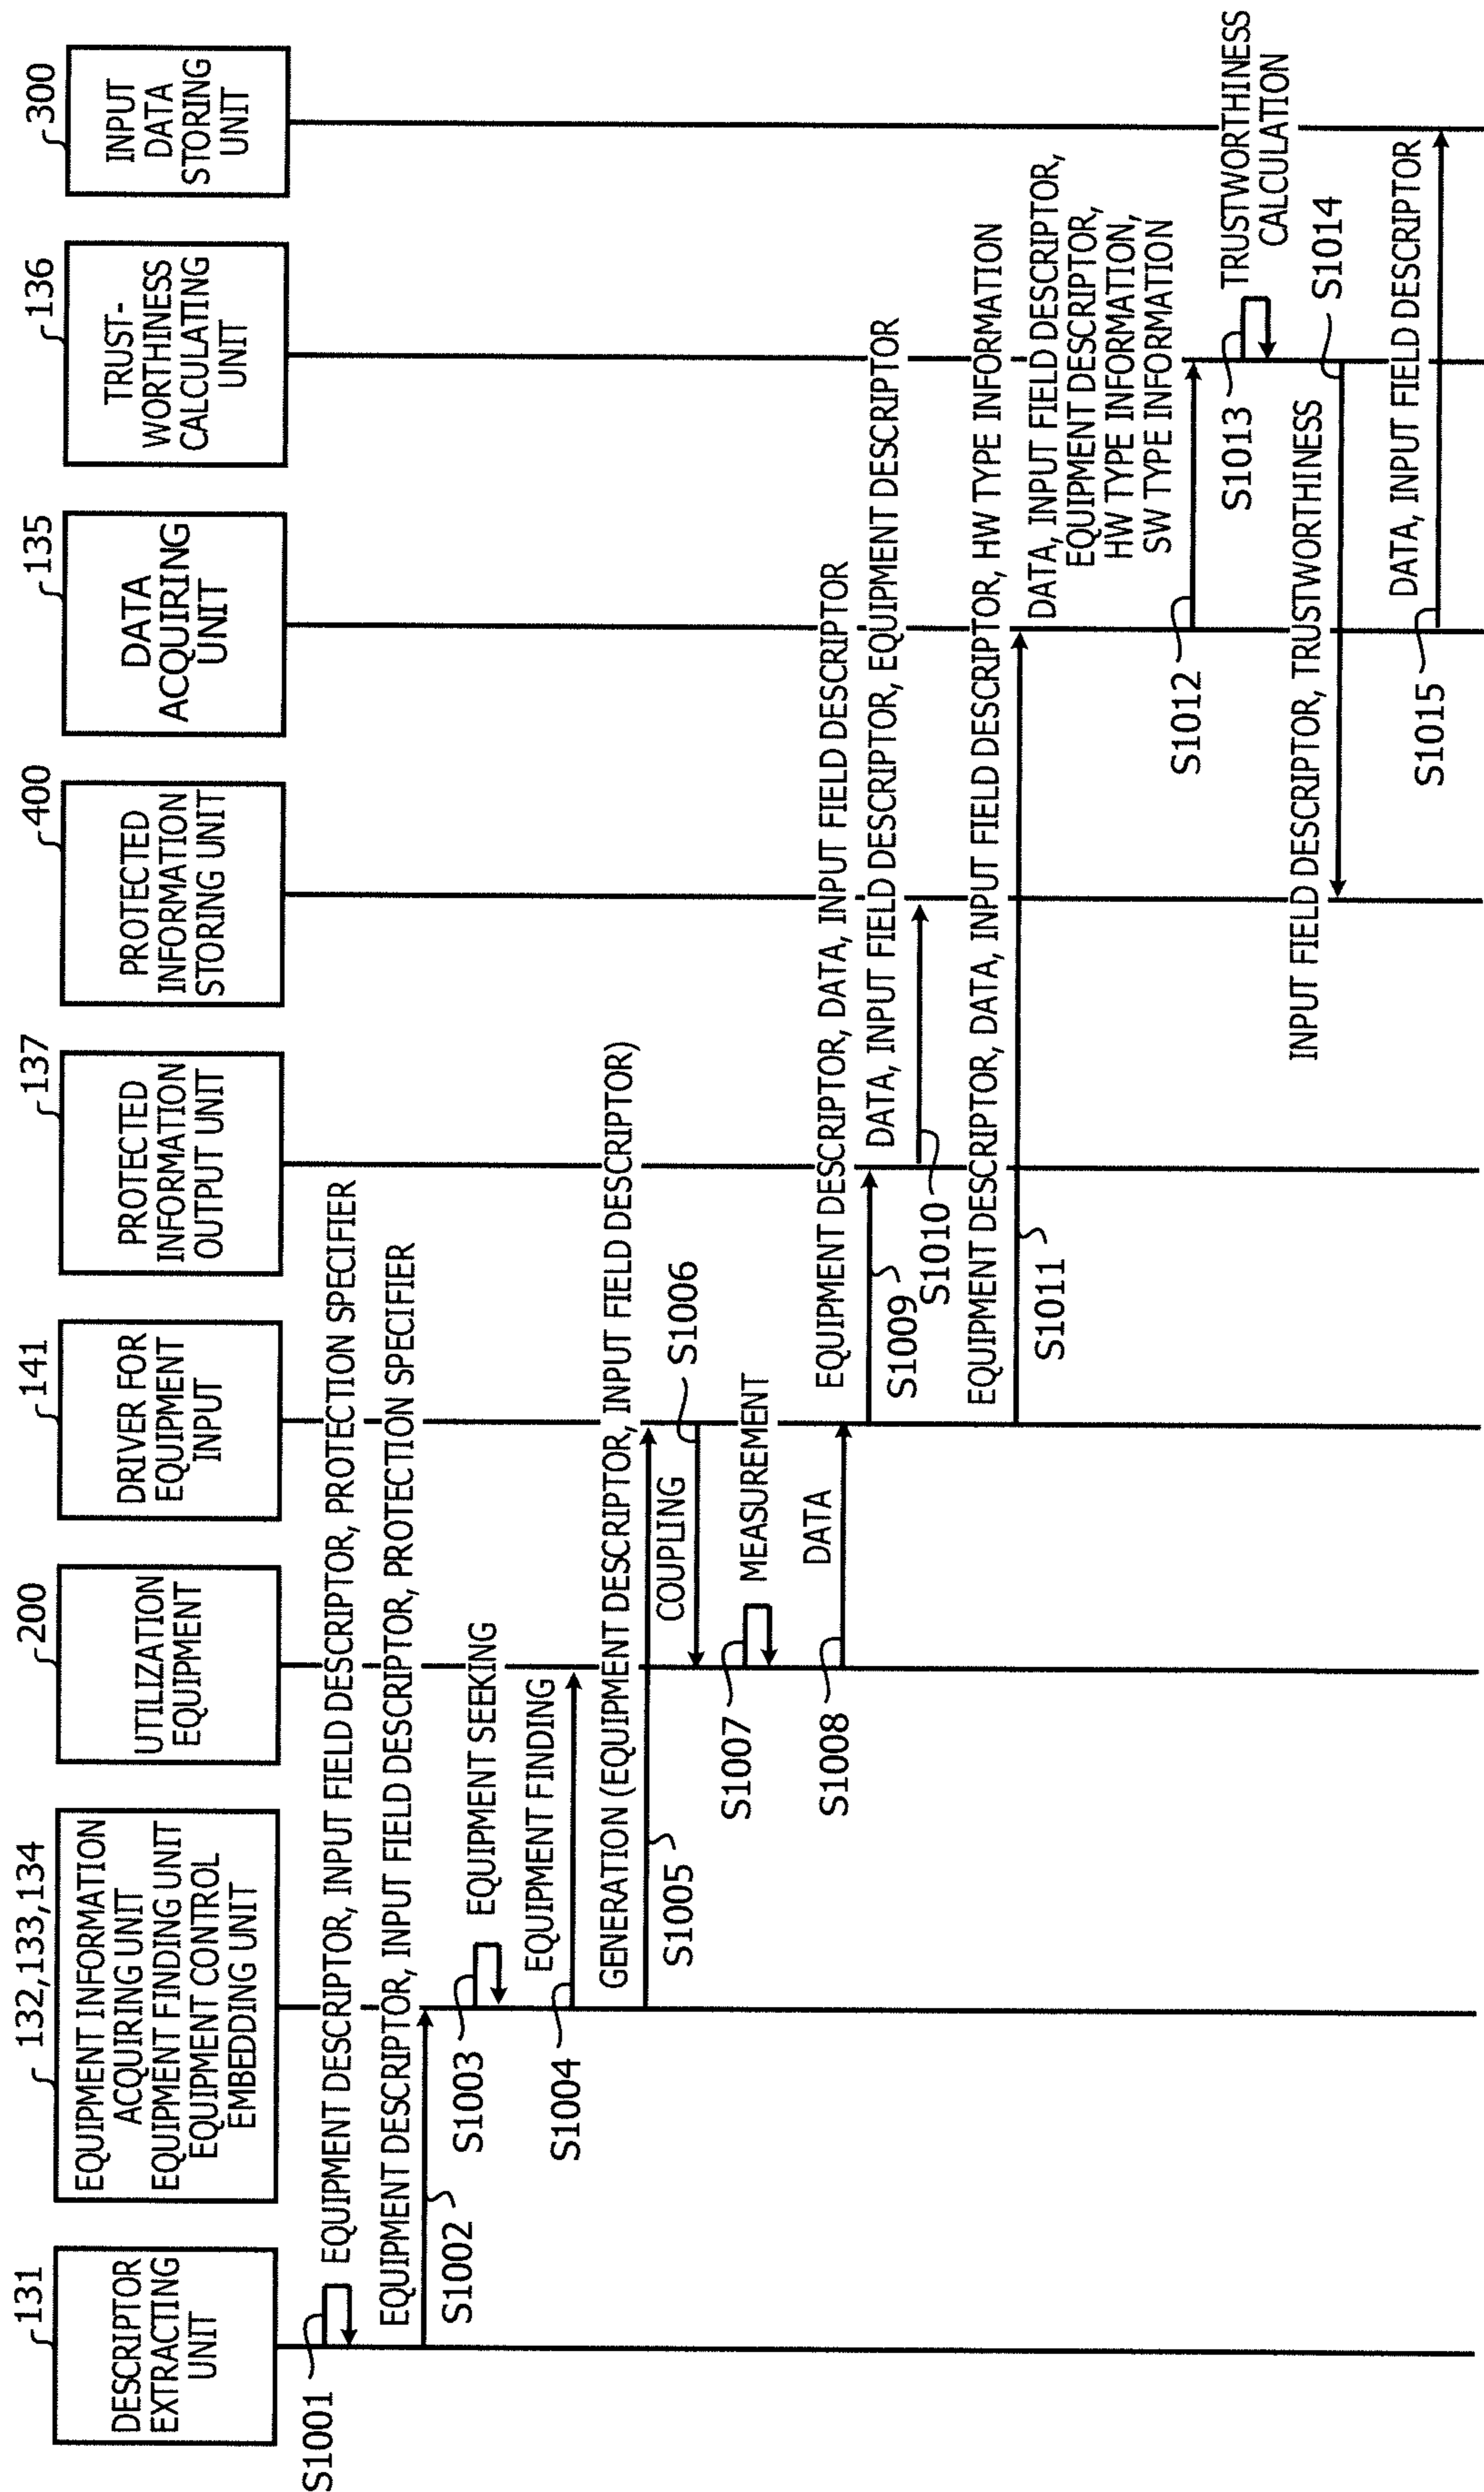 131
DESCRIPTOR
EXTRACTING
UNIT
132,133,134
EQUIPMENT INFORMATION
ACQUIRING UNIT
EQUIPMENT FINDING UNIT
EQUIPMENT CONTROL
EMBEDDING UNIT
200
UTILIZATION
EQUIPMENT
141
DRIVER FOR
EQUIPMENT
INPUT
137
PROTECTED
INFORMATION
OUTPUT UNIT
400
PROTECTED
INFORMATION
STORING UNIT
135
DATA
ACQUIRING
UNIT
136
TRUST-
WORTHINESS
CALCULATING
UNIT
300
INPUT
DATA
STORING
UNIT
S1001
EQUIPMENT DESCRIPTOR, INPUT FIELD DESCRIPTOR, PROTECTION SPECIFIER
EQUIPMENT DESCRIPTOR, INPUT FIELD DESCRIPTOR, PROTECTION SPECIFIER
S1002
S1003
EQUIPMENT SEEKING
EQUIPMENT FINDING
S1004
GENERATION (EQUIPMENT DESCRIPTOR, INPUT FIELD DESCRIPTOR)
S1005
COUPLING
S1006
S1007
MEASUREMENT
DATA
S1008
EQUIPMENT DESCRIPTOR, DATA, INPUT FIELD DESCRIPTOR
S1009
DATA, INPUT FIELD DESCRIPTOR, EQUIPMENT DESCRIPTOR
S1010
EQUIPMENT DESCRIPTOR, DATA, INPUT FIELD DESCRIPTOR, HW TYPE INFORMATION
S1011
DATA, INPUT FIELD DESCRIPTOR,
EQUIPMENT DESCRIPTOR,
HW TYPE INFORMATION,
SW TYPE INFORMATION
S1012
S1013
TRUSTWORTHINESS
CALCULATION
INPUT FIELD DESCRIPTOR, TRUSTWORTHINESS
S1014
DATA, INPUT FIELD DESCRIPTOR
S1015